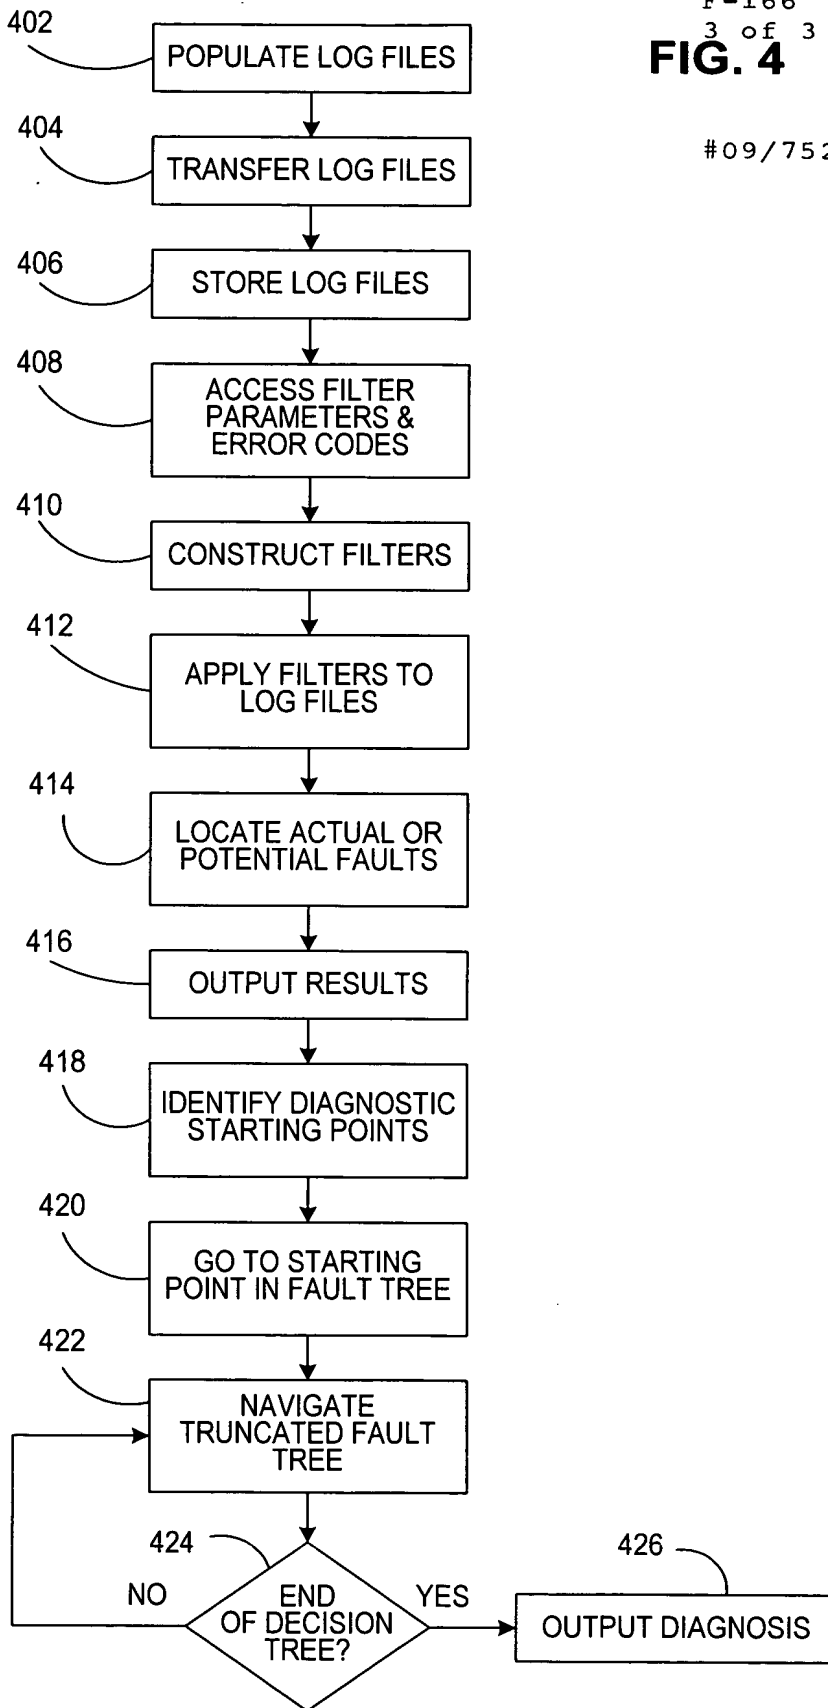 F-166
3 of 3
FIG. 4
#09/752
402
POPULATE LOG FILES
404
TRANSFER LOG FILES
406
STORE LOG FILES
408
ACCESS FILTER
PARAMETERS &
ERROR CODES
410
CONSTRUCT FILTERS
412
APPLY FILTERS TO
LOG FILES
414
LOCATE ACTUAL OR
POTENTIAL FAULTS
416
OUTPUT RESULTS
418
IDENTIFY DIAGNOSTIC
STARTING POINTS
420
GO TO STARTING
POINT IN FAULT TREE
422
NAVIGATE
TRUNCATED FAULT
TREE
424
NO
END
OF DECISION
TREE?
YES
426
OUTPUT DIAGNOSIS